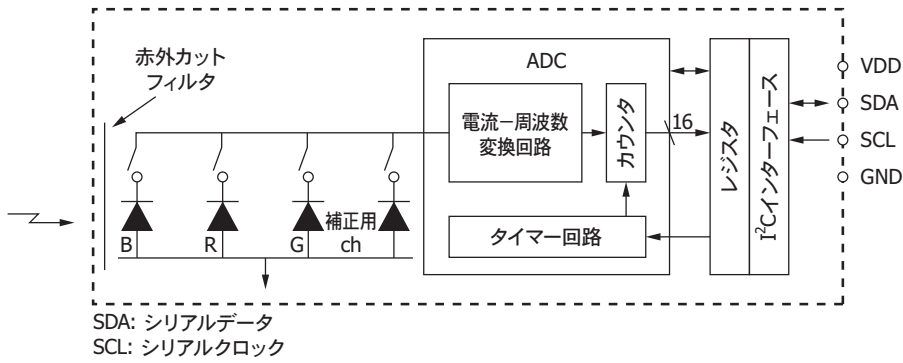 赤外カット
フィルタ
ADC
電流−周波数
変換回路
カウンタ
16
レジスタ
I²Cインターフェース
VDD
SDA
SCL
GND
B
R
G
補正用
ch
タイマー回路
SDA: シリアルデータ
SCL: シリアルクロック